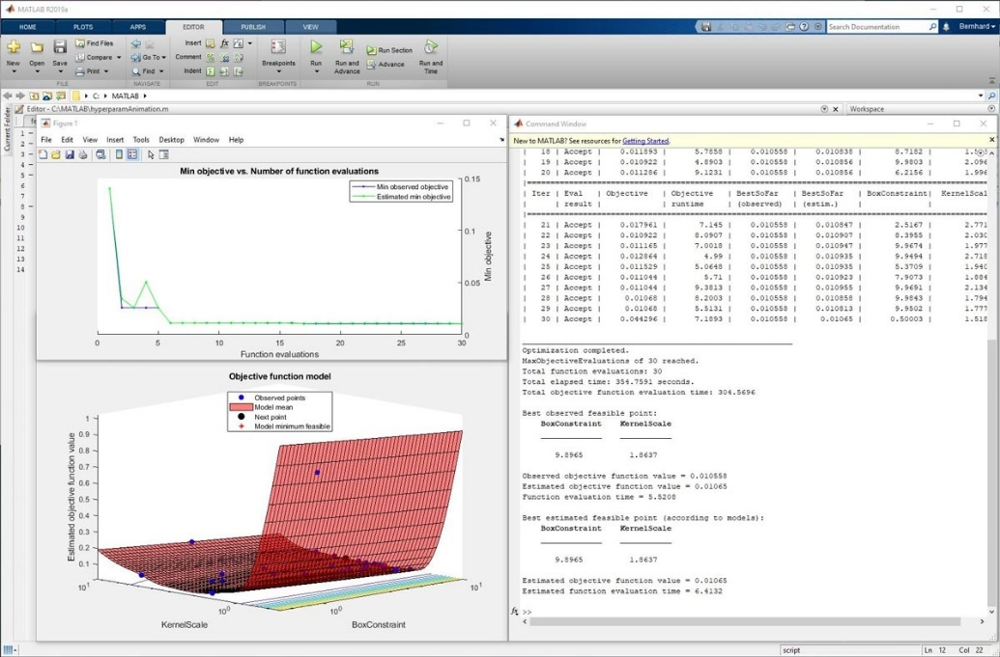 MATLAB R2019a
HOME PLOTS APPS EDITOR PUBLISH VIEW
Search Documentation Bernhard
New Open Save Find Files Compare Print Go To Find
Insert Comment Indent fx
Breakpoints Run Run and Advance Run Section Advance Run and Time
FILE NAVIGATE EDIT BREAKPOINTS RUN
C: MATLAB
Current Folder
Editor - C:\MATLAB\hyperparamAnimation.m
Workspace
1
2
3
4
5
6
7
8
9
10
11
12
13
14
Figure 1
File Edit View Insert Tools Desktop Window Help
Min objective vs. Number of function evaluations
Min observed objective
Estimated min objective
0.15
0.1
0.05
0
Min objective
0 5 10 15 20 25 30
Function evaluations
Objective function model
Observed points
Model mean
Next point
Model minimum feasible
1
0.9
0.8
0.7
0.6
0.5
0.4
0.3
0.2
0.1
Estimated objective function value
10^1 10^0 10^0 10^1
KernelScale BoxConstraint
Command Window
New to MATLAB? See resources for Getting Started.
| 18 | Accept | 0.011893 | 5.7858 | 0.010558 | 0.010838 | 8.7182 |
| 19 | Accept | 0.010922 | 4.8903 | 0.010558 | 0.010856 | 9.9803 | 2.096
| 20 | Accept | 0.011286 | 9.1231 | 0.010558 | 0.010856 | 6.2156 | 1.996
|====
| Iter | Eval | Objective | Objective | BestSoFar | BestSoFar | BoxConstraint| KernelScal
| | result | | runtime | (observed) | (estim.) | |
|====
| 21 | Accept | 0.017961 | 7.145 | 0.010558 | 0.010847 | 2.5167 | 2.771
| 22 | Accept | 0.010922 | 8.0907 | 0.010558 | 0.010907 | 8.3955 | 2.030
| 23 | Accept | 0.011165 | 7.0018 | 0.010558 | 0.010947 | 9.9674 | 1.977
| 24 | Accept | 0.012864 | 4.99 | 0.010558 | 0.010935 | 9.9494 | 2.718
| 25 | Accept | 0.011529 | 5.0648 | 0.010558 | 0.010935 | 5.3709 | 1.940
| 26 | Accept | 0.011044 | 5.71 | 0.010558 | 0.010923 | 7.9073 | 1.884
| 27 | Accept | 0.011044 | 9.3813 | 0.010558 | 0.010955 | 9.9691 | 2.134
| 28 | Accept | 0.01068 | 8.2003 | 0.010558 | 0.010858 | 9.9843 | 1.794
| 29 | Accept | 0.01068 | 5.5131 | 0.010558 | 0.010813 | 9.9502 | 1.777
| 30 | Accept | 0.044296 | 7.1893 | 0.010558 | 0.01065 | 0.50003 | 1.518
Optimization completed.
MaxObjectiveEvaluations of 30 reached.
Total function evaluations: 30
Total elapsed time: 354.7591 seconds.
Total objective function evaluation time: 304.5696
Best observed feasible point:
BoxConstraint KernelScale
9.8965 1.8637
Observed objective function value = 0.010558
Estimated objective function value = 0.01065
Function evaluation time = 5.5208
Best estimated feasible point (according to models):
BoxConstraint KernelScale
9.8965 1.8637
Estimated objective function value = 0.01065
Estimated function evaluation time = 6.4132
fx >>
script Ln 12 Col 22